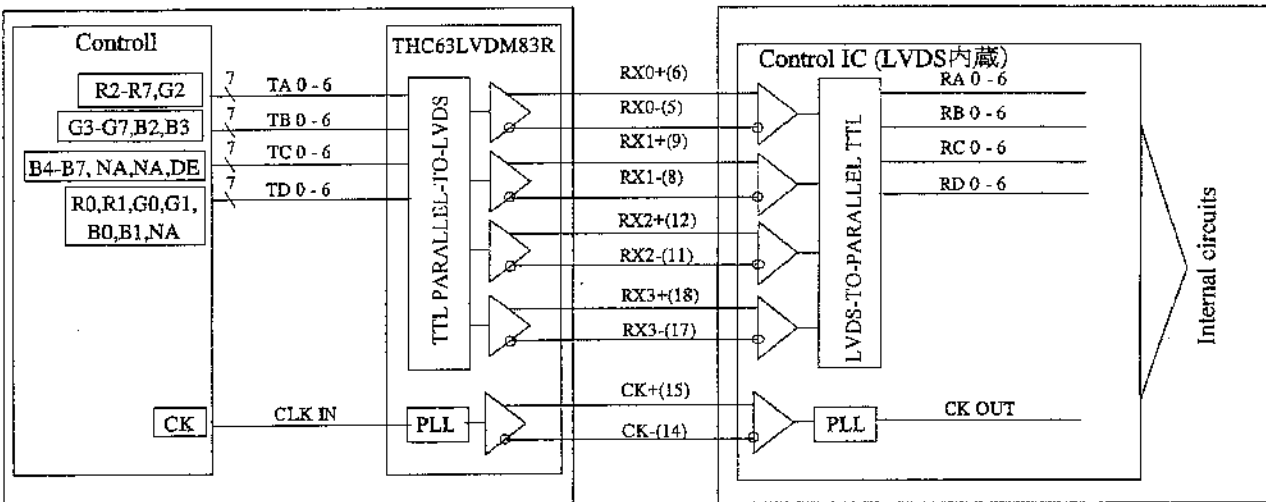 Controll
R2-R7,G2
G3-G7,B2,B3
B4-B7, NA,NA,DE
R0,R1,G0,G1,
B0,B1,NA
CK
7
TA 0 - 6
7
TB 0 - 6
7
TC 0 - 6
7
TD 0 - 6
CLK IN
THC63LVDM83R
TTL PARALLEL-TO-LVDS
PLL
RX0+(6)
RX0-(5)
RX1+(9)
RX1-(8)
RX2+(12)
RX2-(11)
RX3+(18)
RX3-(17)
CK+(15)
CK-(14)
Control IC (LVDS内蔵)
LVDS-TO-PARALLEL TTL
PLL
RA 0 - 6
RB 0 - 6
RC 0 - 6
RD 0 - 6
CK OUT
Internal circuits